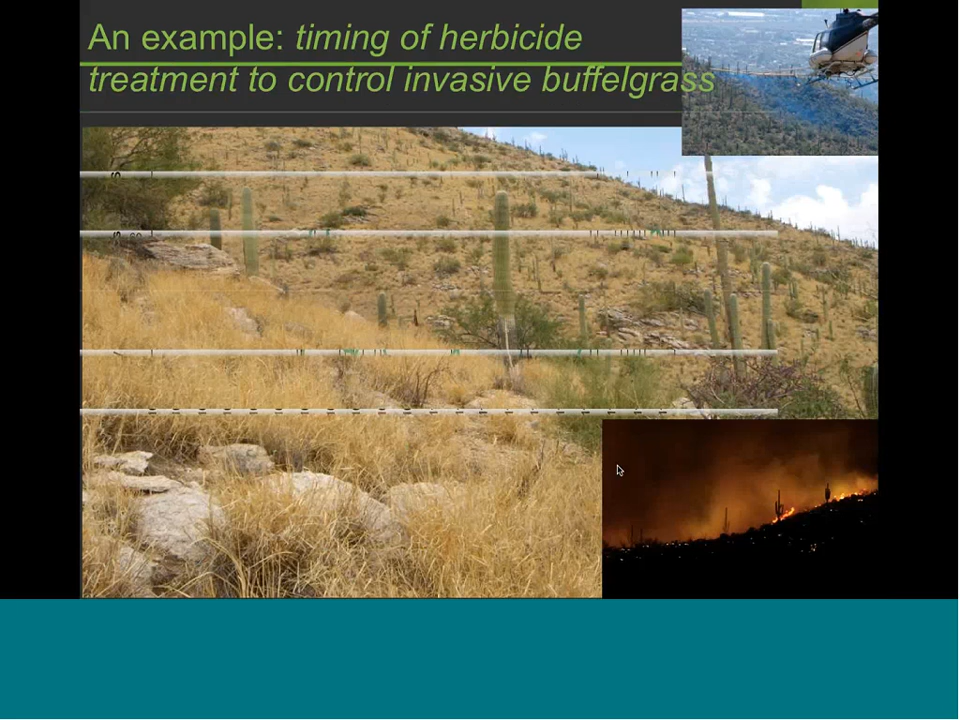 An example: timing of herbicide
treatment to control invasive buffelgrass